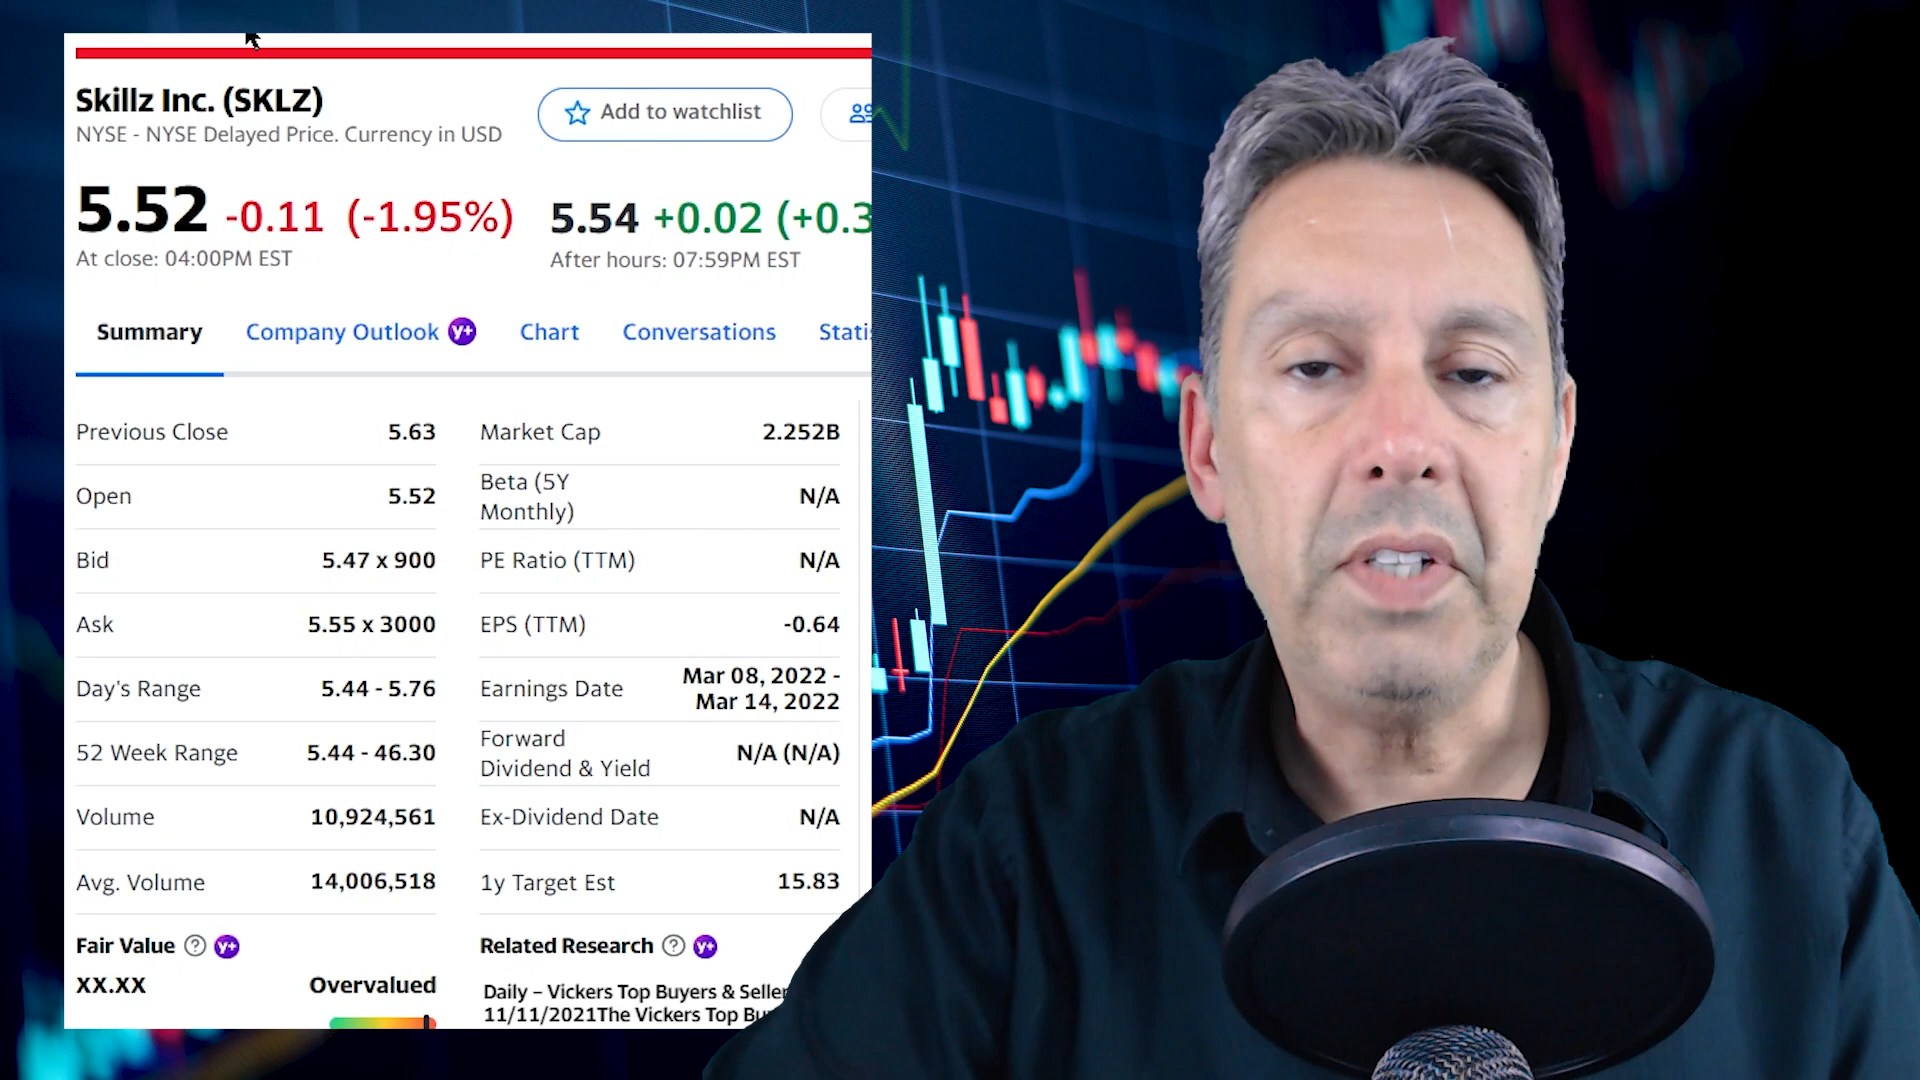 Skillz Inc. (SKLZ)
NYSE - NYSE Delayed Price. Currency in USD
Add to watchlist
5.52 -0.11 (-1.95%)
At close: 04:00PM EST
5.54 +0.02 (+0.3
After hours: 07:59PM EST
Summary Company Outlook y+ Chart Conversations Stati
Previous Close 5.63
Open 5.52
Bid 5.47 x 900
Ask 5.55 x 3000
Day's Range 5.44 - 5.76
52 Week Range 5.44 - 46.30
Volume 10,924,561
Avg. Volume 14,006,518
Market Cap 2.252B
Beta (5Y
Monthly) N/A
PE Ratio (TTM) N/A
EPS (TTM) -0.64
Earnings Date Mar 08, 2022 -
Mar 14, 2022
Forward
Dividend & Yield N/A (N/A)
Ex-Dividend Date N/A
1y Target Est 15.83
Fair Value ? y+
XX.XX Overvalued
Related Research ? y+
Daily – Vickers Top Buyers & Seller
11/11/2021The Vickers Top Bu